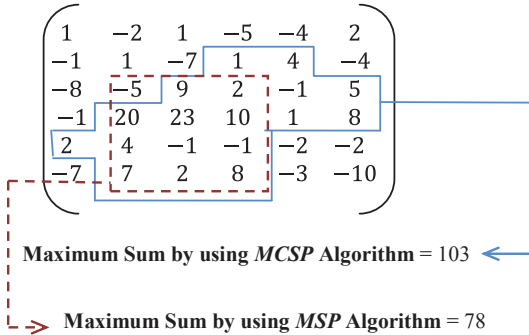 1 −2 1 −5 −4 2
−1 1 −7 1 4 −4
−8 −5 9 2 −1 5
−1 20 23 10 1 8
2 4 −1 −1 −2 −2
−7 7 2 8 −3 −10
Maximum Sum by using MCSP Algorithm = 103
Maximum Sum by using MSP Algorithm = 78